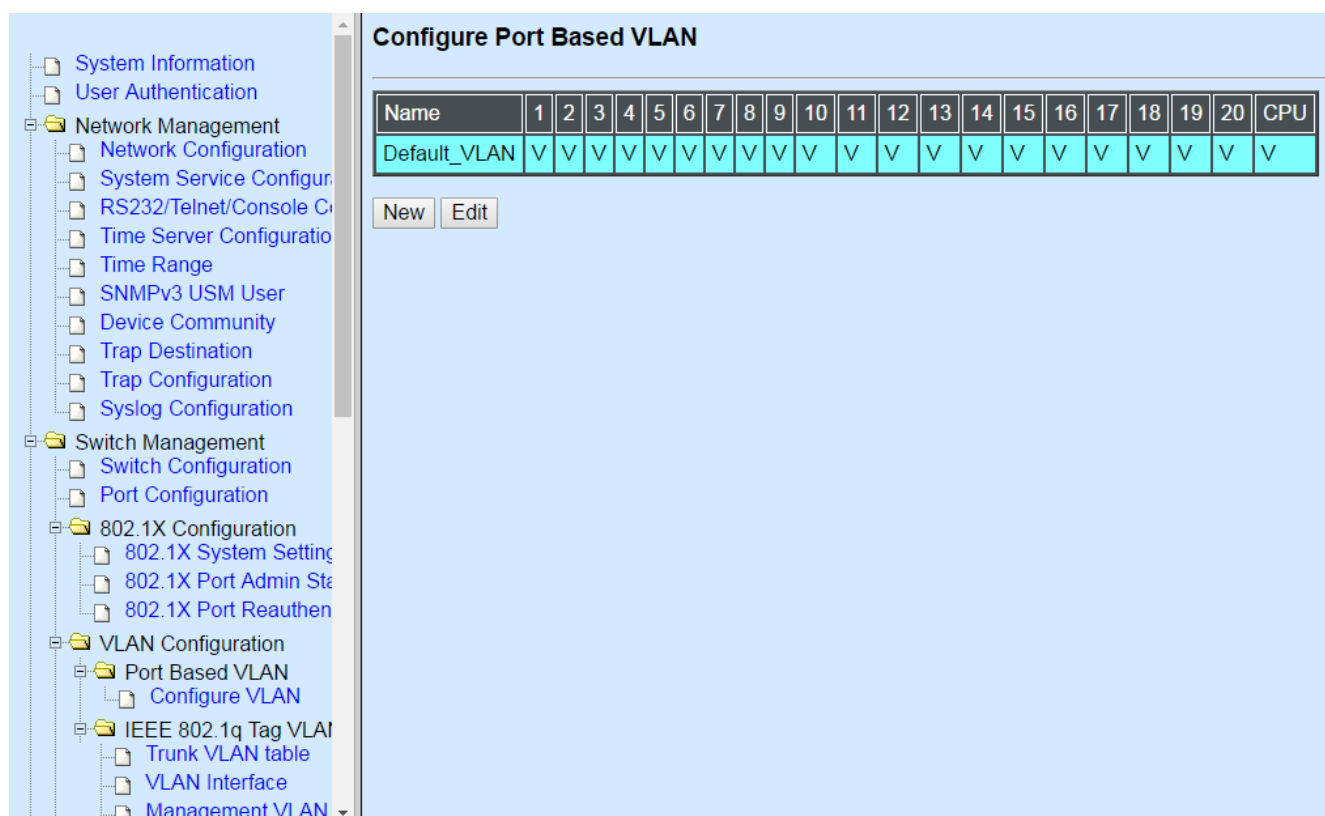 System Information
User Authentication
Network Management
Network Configuration
System Service Configur
RS232/Telnet/Console C
Time Server Configuratio
Time Range
SNMPv3 USM User
Device Community
Trap Destination
Trap Configuration
Syslog Configuration
Switch Management
Switch Configuration
Port Configuration
802.1X Configuration
802.1X System Setting
802.1X Port Admin Sta
802.1X Port Reauthen
VLAN Configuration
Port Based VLAN
Configure VLAN
IEEE 802.1q Tag VLAN
Trunk VLAN table
VLAN Interface
Management VLAN
Configure Port Based VLAN
Name 1 2 3 4 5 6 7 8 9 10 11 12 13 14 15 16 17 18 19 20 CPU
Default_VLAN V V V V V V V V V V V V V V V V V V V V V
New Edit